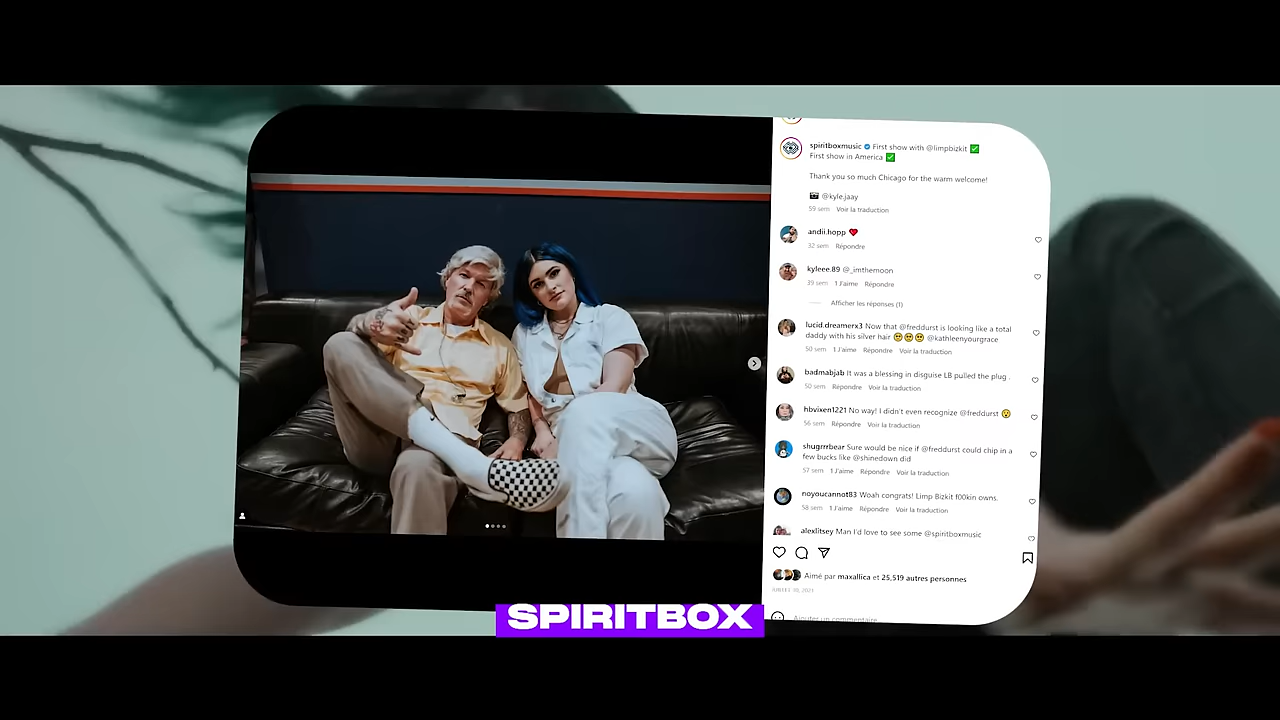 spiritboxmusic First show with @limpbizkit ✅
First show in America ✅
Thank you so much Chicago for the warm welcome!
📷 @kyle.jaay
59 sem Voir la traduction
andii.hopp ❤️
32 sem Répondre
kyleee.89 @_imthemoon
39 sem 1 J'aime Répondre
Afficher les réponses (1)
lucid.dreamerx3 Now that @freddurst is looking like a total
daddy with his silver hair 🥵🥵🥵 @kathleenyourgrace
50 sem 1 J'aime Répondre Voir la traduction
badmabjab It was a blessing in disguise LB pulled the plug .
50 sem Répondre Voir la traduction
hbvixen1221 No way! I didn't even recognize @freddurst 😲
56 sem Répondre Voir la traduction
shugrrrbear Sure would be nice if @freddurst could chip in a
few bucks like @shinedown did
57 sem 1 J'aime Répondre Voir la traduction
noyoucannot83 Woah congrats! Limp Bizkit f00kin owns.
58 sem 1 J'aime Répondre Voir la traduction
alexlitsey Man I'd love to see some @spiritboxmusic
Aimé par maxallica et 25,519 autres personnes
JUILLET 30, 2021
Ajouter un commentaire...
SPIRITBOX